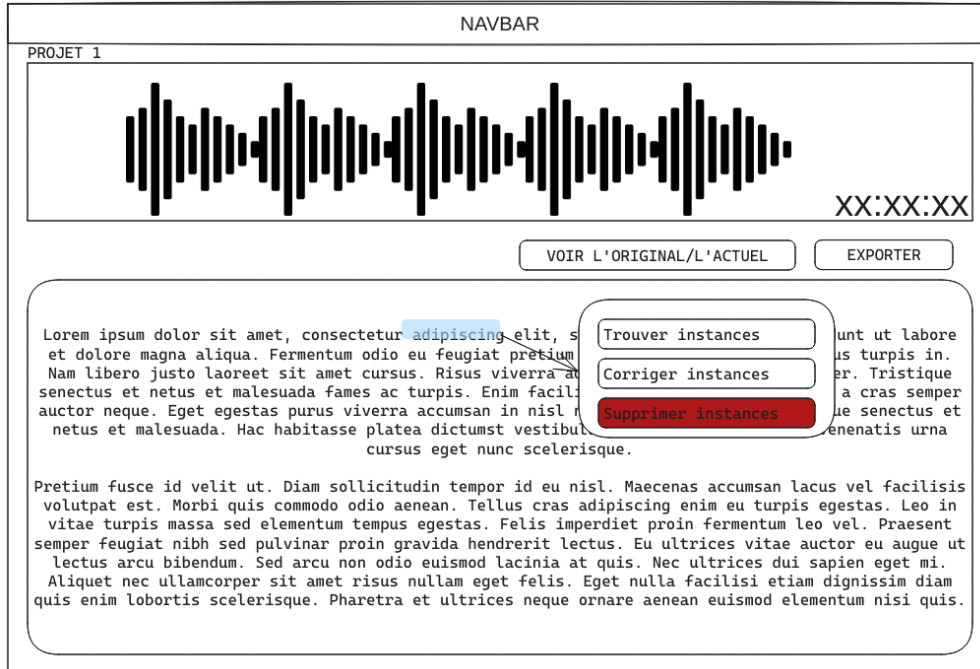 NAVBAR
PROJET 1
XX:XX:XX
VOIR L'ORIGINAL/L'ACTUEL
EXPORTER
Lorem ipsum dolor sit amet, consectetur adipiscing elit, s unt ut labore
et dolore magna aliqua. Fermentum odio eu feugiat pretium us turpis in.
Nam libero justo laoreet sit amet cursus. Risus viverra ad er. Tristique
senectus et netus et malesuada fames ac turpis. Enim facili a cras semper
auctor neque. Eget egestas purus viverra accumsan in nisl n ue senectus et
netus et malesuada. Hac habitasse platea dictumst vestibul enenatis urna
cursus eget nunc scelerisque.
Trouver instances
Corriger instances
Supprimer instances
Pretium fusce id velit ut. Diam sollicitudin tempor id eu nisl. Maecenas accumsan lacus vel facilisis
volutpat est. Morbi quis commodo odio aenean. Tellus cras adipiscing enim eu turpis egestas. Leo in
vitae turpis massa sed elementum tempus egestas. Felis imperdiet proin fermentum leo vel. Praesent
semper feugiat nibh sed pulvinar proin gravida hendrerit lectus. Eu ultrices vitae auctor eu augue ut
lectus arcu bibendum. Sed arcu non odio euismod lacinia at quis. Nec ultrices dui sapien eget mi.
Aliquet nec ullamcorper sit amet risus nullam eget felis. Eget nulla facilisi etiam dignissim diam
quis enim lobortis scelerisque. Pharetra et ultrices neque ornare aenean euismod elementum nisi quis.